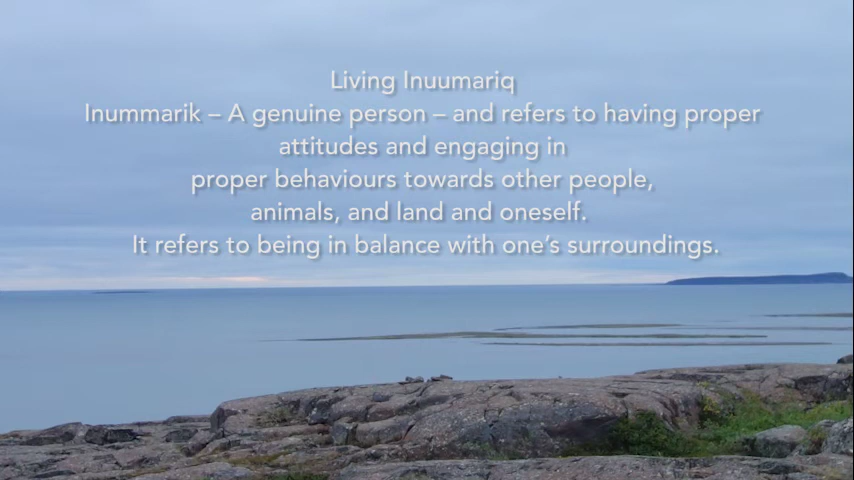 Living Inuumariq
Inummarik – A genuine person – and refers to having proper
attitudes and engaging in
proper behaviours towards other people,
animals, and land and oneself.
It refers to being in balance with one's surroundings.